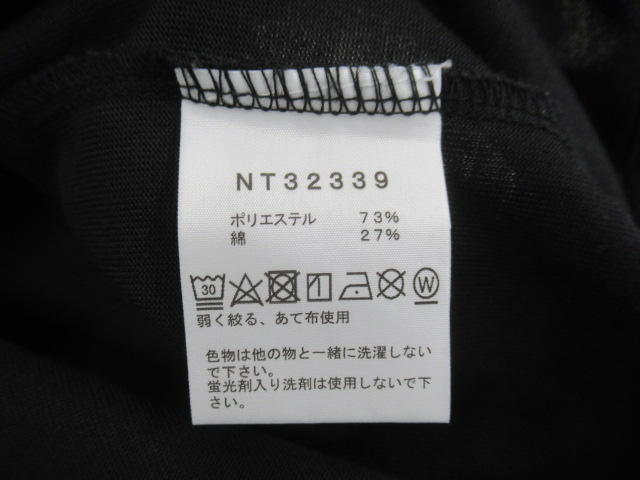 NT32339
ポリエステル 73%
綿 27%
30 W
弱く絞る、あて布使用
色物は他の物と一緒に洗濯しない
で下さい。
蛍光剤入り洗剤は使用しないで下
さい。